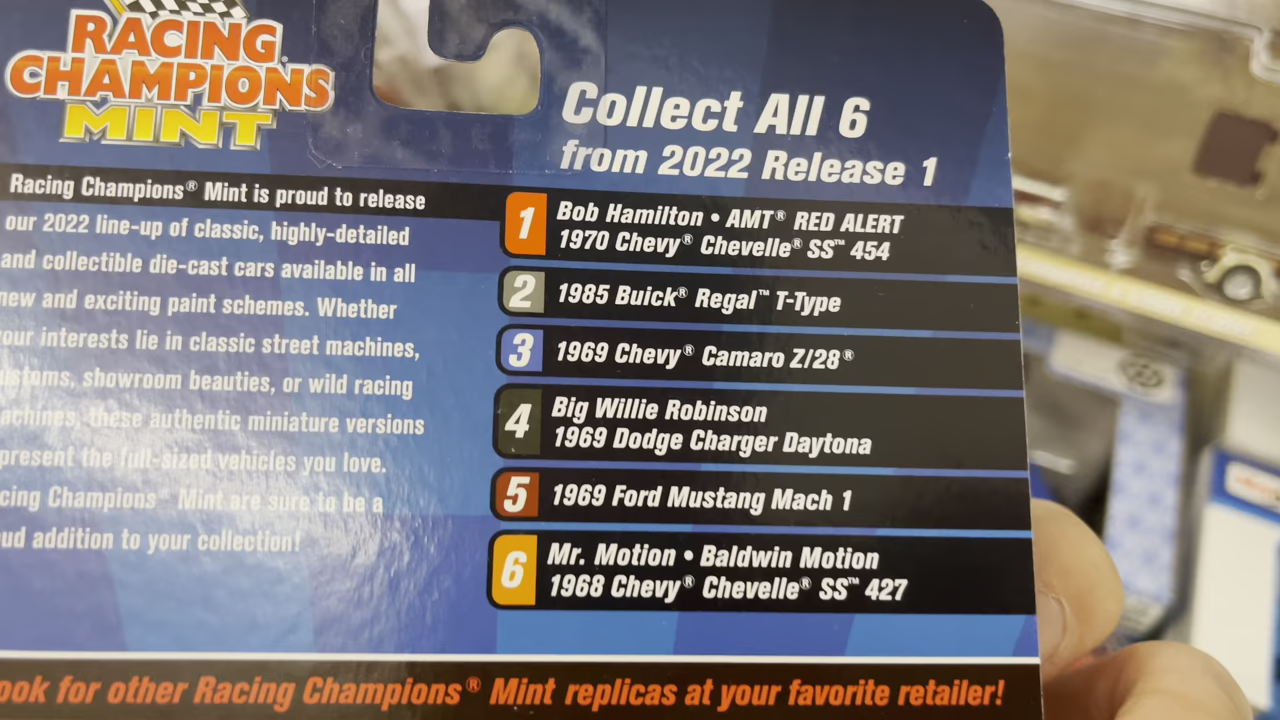 RACING
CHAMPIONS
MINT
Collect All 6
from 2022 Release 1
Racing Champions® Mint is proud to release
our 2022 line-up of classic, highly-detailed
and collectible die-cast cars available in all
new and exciting paint schemes. Whether
your interests lie in classic street machines,
showroom beauties, or wild racing
these authentic miniature versions
present the full-sized vehicles you love.
cing Champions® Mint are sure to be a
ud addition to your collection!
1 Bob Hamilton • AMT® RED ALERT
1970 Chevy® Chevelle® SS™ 454
2 1985 Buick® Regal™ T-Type
3 1969 Chevy® Camaro Z/28®
4 Big Willie Robinson
1969 Dodge Charger Daytona
5 1969 Ford Mustang Mach 1
6 Mr. Motion • Baldwin Motion
1968 Chevy® Chevelle® SS™ 427
ook for other Racing Champions® Mint replicas at your favorite retailer!